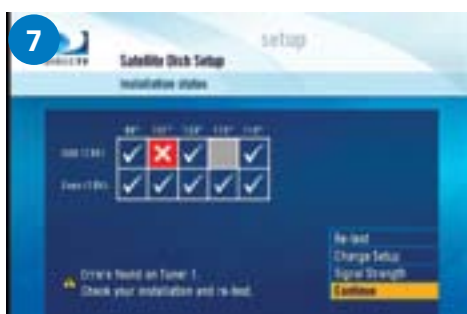 7
setup
Satellite Dish Setup
Installation status
101°
Re-test
Change Setup
Signal Strength
Errors found on Tuner 1.
Check your installation and re-test.
Continue